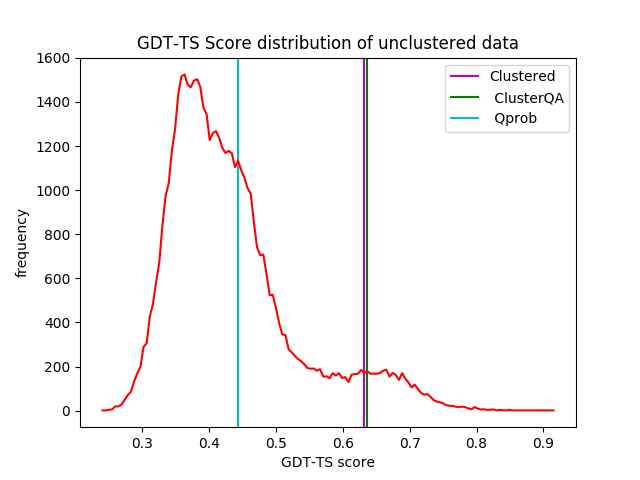 GDT-TS Score distribution of unclustered data
1600
1400
1200
1000
800
600
400
200
0
frequency
Clustered
ClusterQA
Qprob
0.3 0.4 0.5 0.6 0.7 0.8 0.9
GDT-TS score